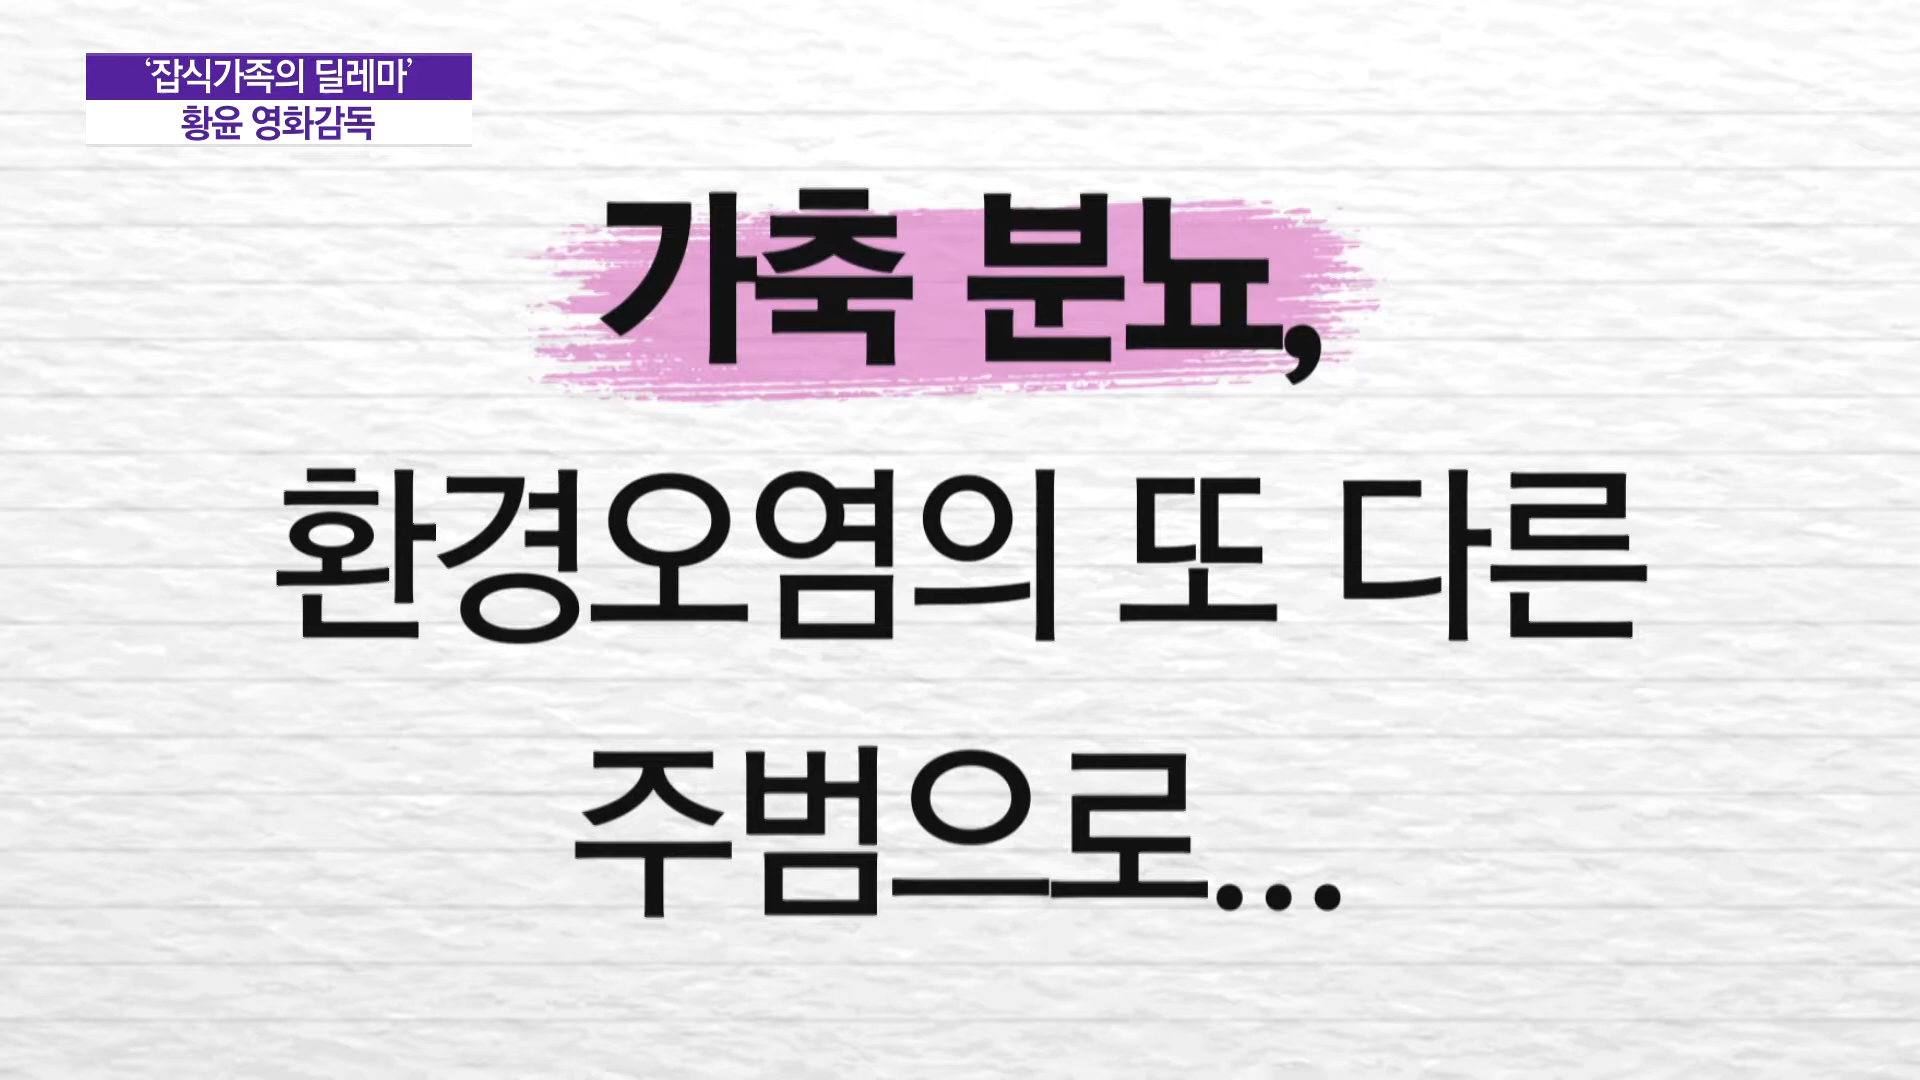 ‘잡식가족의 딜레마’
황윤 영화감독
가축 분뇨,
환경오염의 또 다른
주범으로...